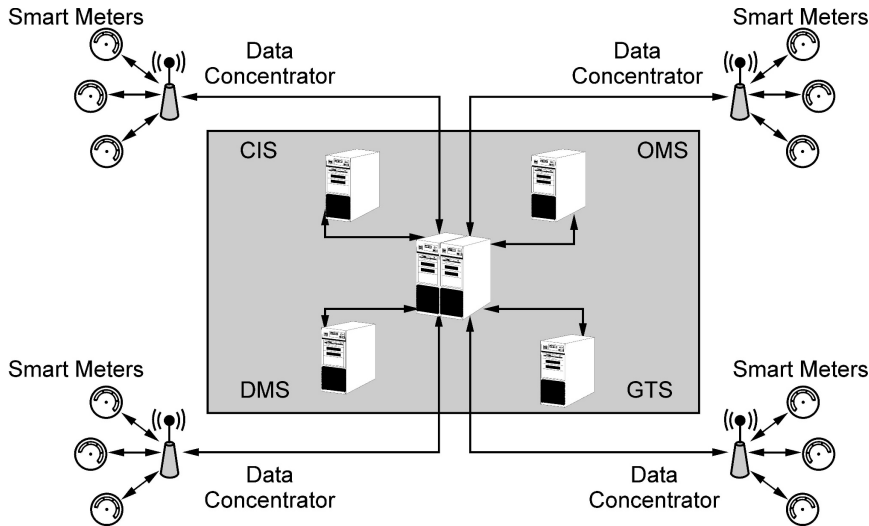 Smart Meters
Data
Concentrator
Data
Concentrator
Smart Meters
CIS
OMS
DMS
GTS
Smart Meters
Data
Concentrator
Data
Concentrator
Smart Meters